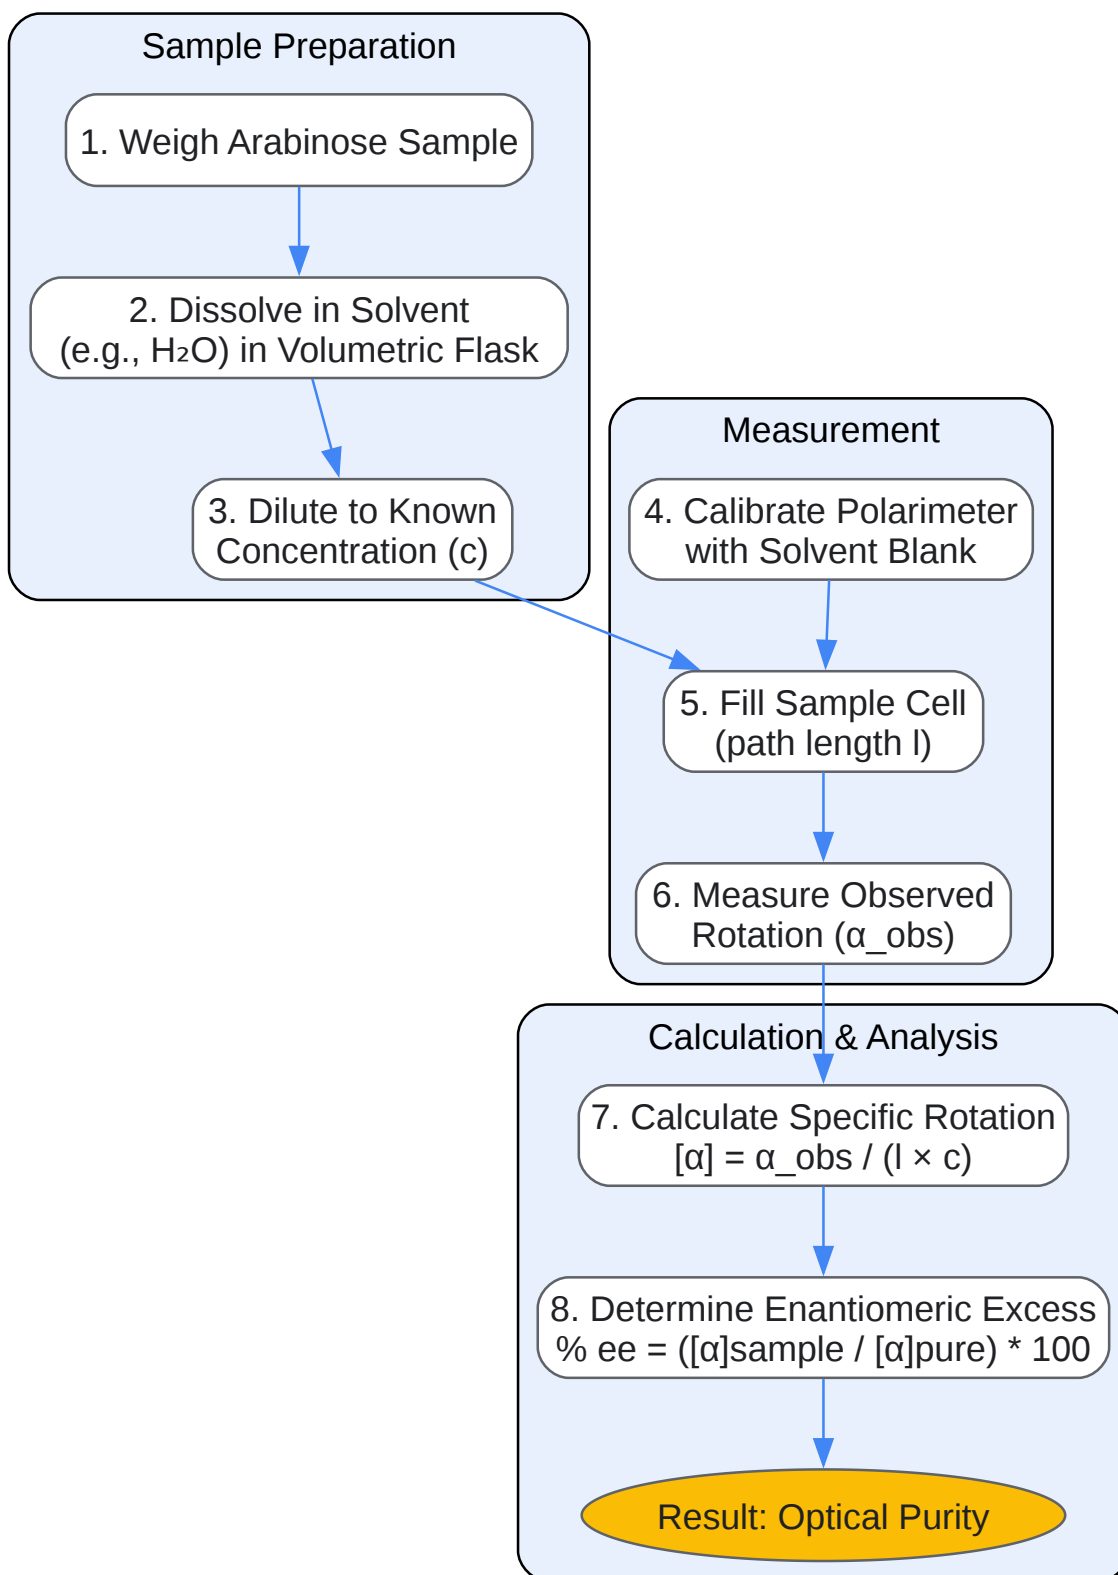 Sample Preparation
1. Weigh Arabinose Sample
2. Dissolve in Solvent
(e.g., H₂O) in Volumetric Flask
3. Dilute to Known
Concentration (c)
Measurement
4. Calibrate Polarimeter
with Solvent Blank
5. Fill Sample Cell
(path length l)
6. Measure Observed
Rotation (α_obs)
Calculation & Analysis
7. Calculate Specific Rotation
[α] = α_obs / (l × c)
8. Determine Enantiomeric Excess
% ee = ([α]sample / [α]pure) * 100
Result: Optical Purity